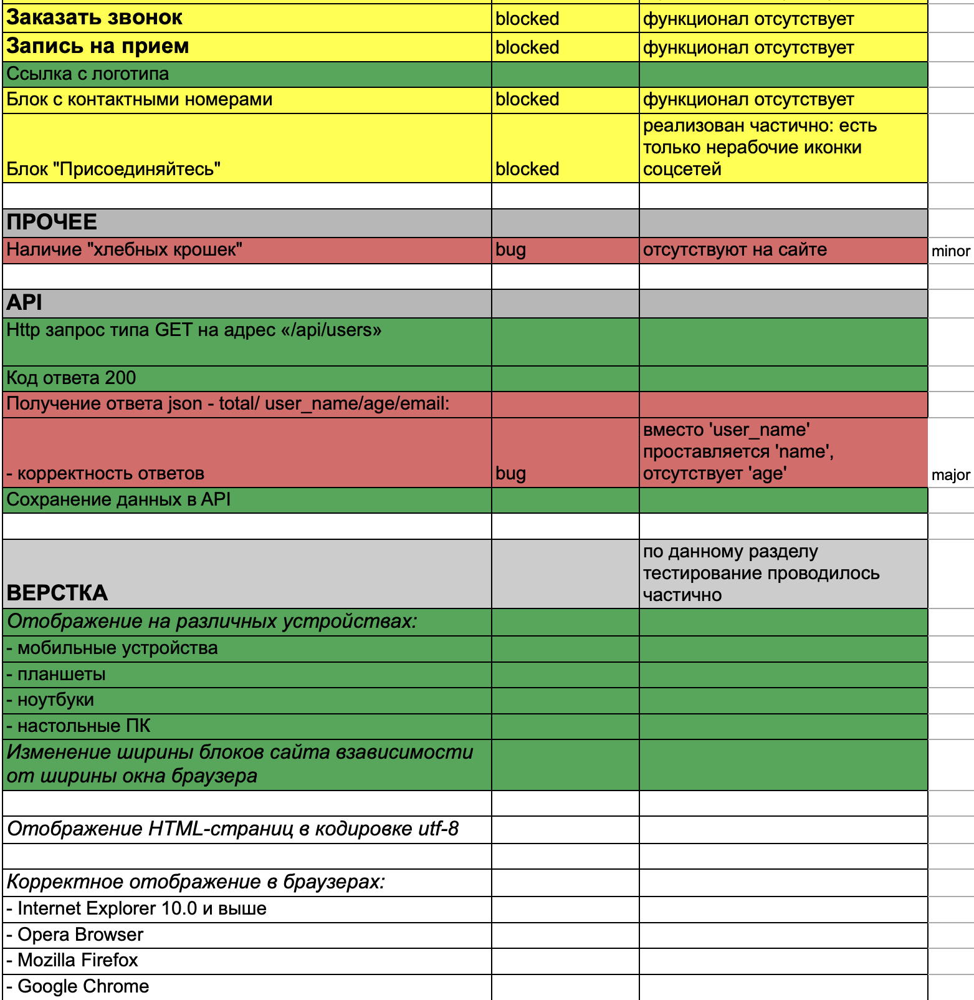 Заказать звонок blocked функционал отсутствует
Запись на прием blocked функционал отсутствует
Ссылка с логотипа
Блок с контактными номерами blocked функционал отсутствует
реализован частично: есть
только нерабочие иконки
Блок "Присоединяйтесь" blocked соцсетей
ПРОЧЕЕ
Наличие "хлебных крошек" bug отсутствуют на сайте minor
API
Http запрос типа GET на адрес «/api/users»
Код ответа 200
Получение ответа json - total/ user_name/age/email:
вместо 'user_name'
проставляется 'name',
- корректность ответов bug отсутствует 'age' major
Сохранение данных в API
по данному разделу
тестирование проводилось
ВЕРСТКА частично
Отображение на различных устройствах:
- мобильные устройства
- планшеты
- ноутбуки
- настольные ПК
Изменение ширины блоков сайта взависимости
от ширины окна браузера
Отображение HTML-страниц в кодировке utf-8
Корректное отображение в браузерах:
- Internet Explorer 10.0 и выше
- Opera Browser
- Mozilla Firefox
- Google Chrome